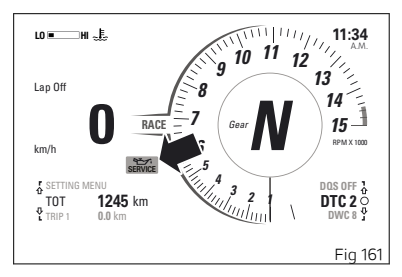 LO HI
11:34
A.M.
Lap Off
0
km/h
RACE
SERVICE
Gear N
1 2 3 4 5 6 7 8 9 10 11 12 13 14 15
RPM X 1000
SETTING MENU
TOT 1245 km
TRIP 1 0.0 km
DQS OFF
DTC 2
DWC 8
Fig 161